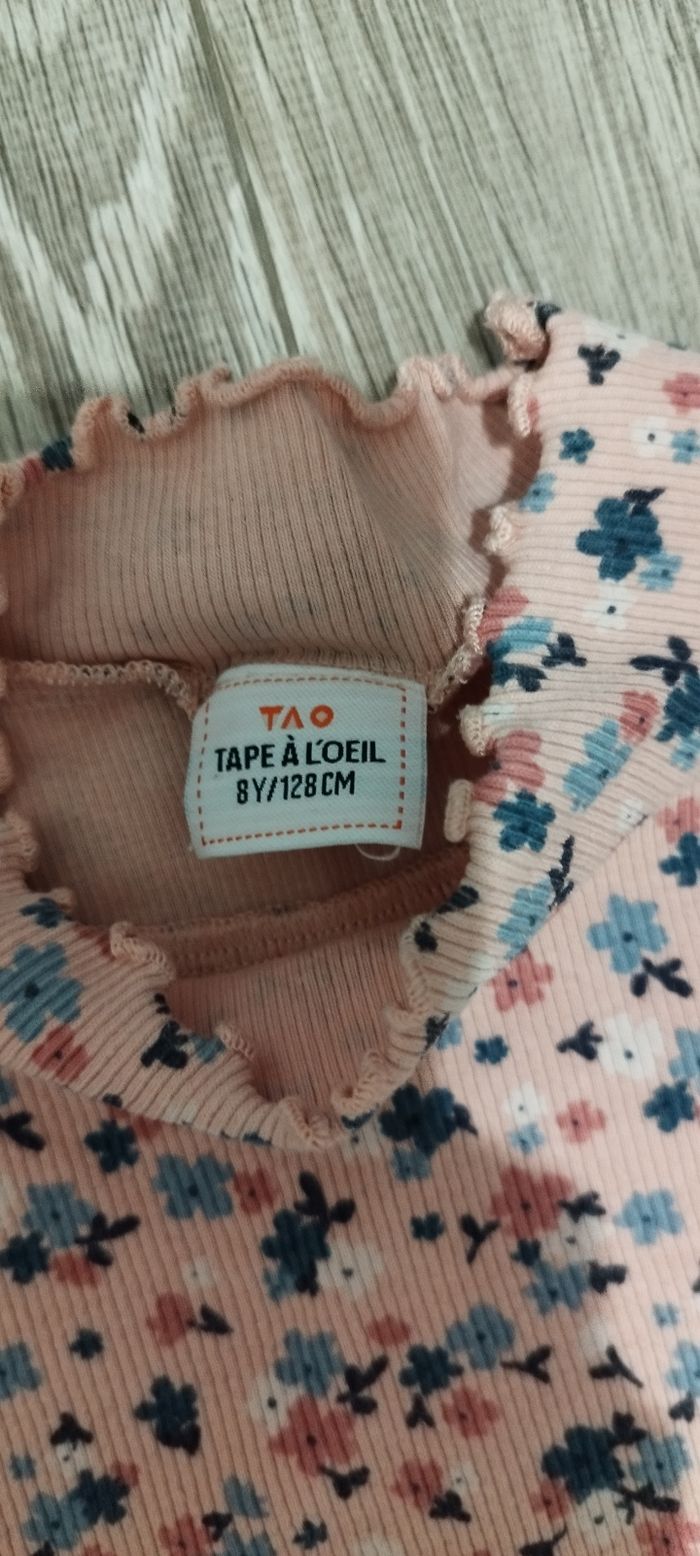 TAO
TAPE À L'OEIL
8Y/128CM